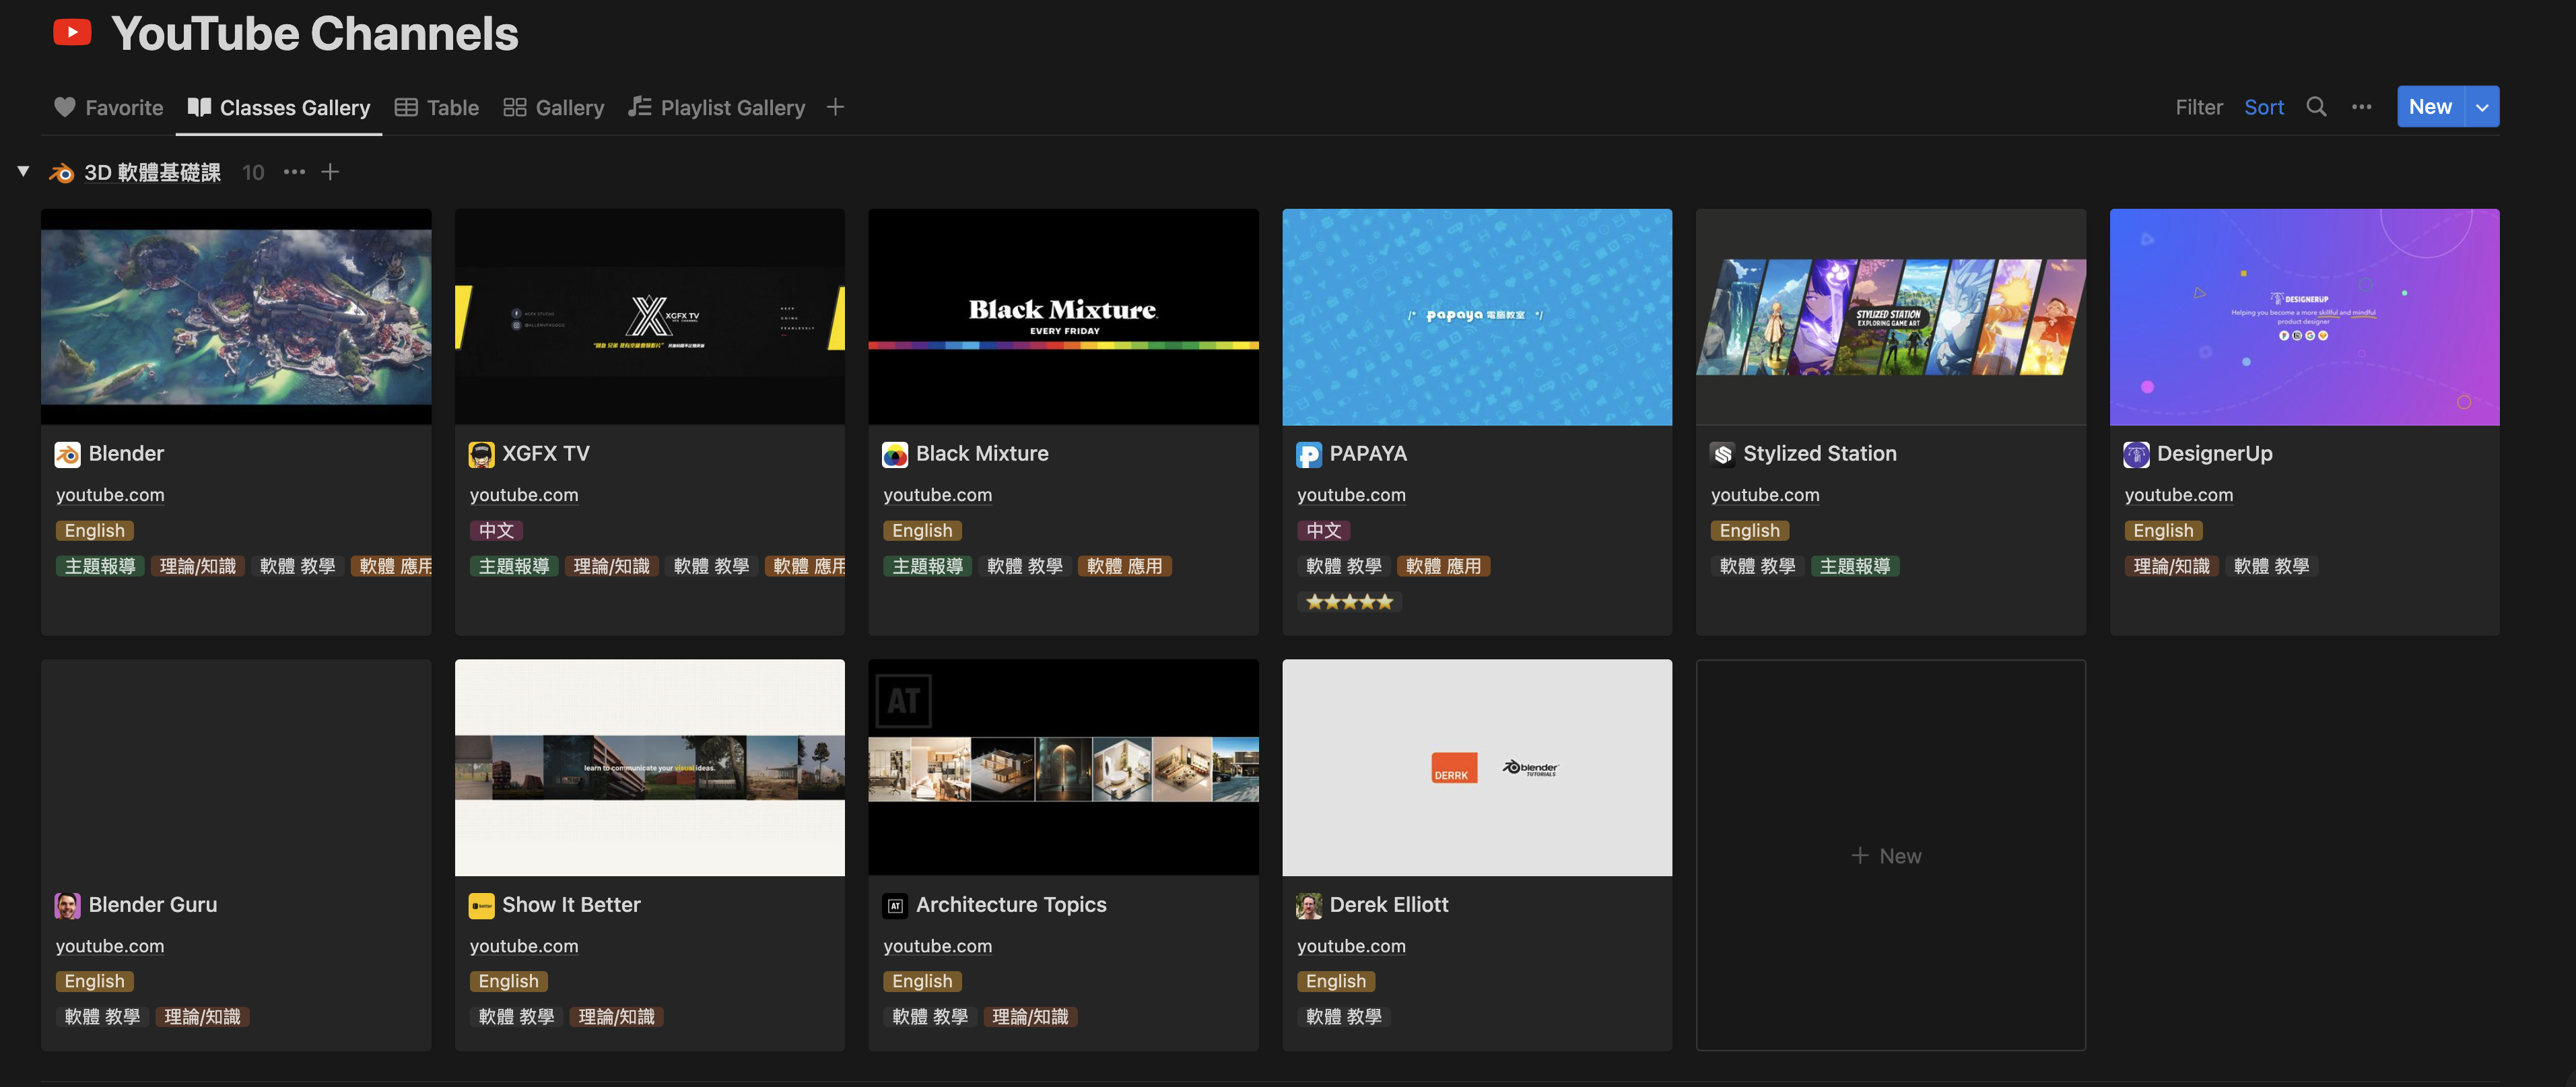 YouTube Channels
Favorite Classes Gallery Table Gallery Playlist Gallery
Filter Sort New
3D 軟體基礎課 10
XGFX TV
Black Mixture
EVERY FRIDAY
/* papaya 電腦教室 */
STYLIZED STATION
EXPLORING GAME ART
DESIGNERUP
Helping you become a more skillful and mindful
product designer
Blender
youtube.com
English
主題報導 理論/知識 軟體 教學 軟體 應用
XGFX TV
youtube.com
中文
主題報導 理論/知識 軟體 教學 軟體 應用
Black Mixture
youtube.com
English
主題報導 軟體 教學 軟體 應用
PAPAYA
youtube.com
中文
軟體 教學 軟體 應用
Stylized Station
youtube.com
English
軟體 教學 主題報導
DesignerUp
youtube.com
English
理論/知識 軟體 教學
learn to communicate your visual ideas.
AT
DERRK
blender
TUTORIALS
Blender Guru
youtube.com
English
軟體 教學 理論/知識
Show It Better
youtube.com
English
軟體 教學 理論/知識
AT
Architecture Topics
youtube.com
English
軟體 教學 理論/知識
Derek Elliott
youtube.com
English
軟體 教學
New